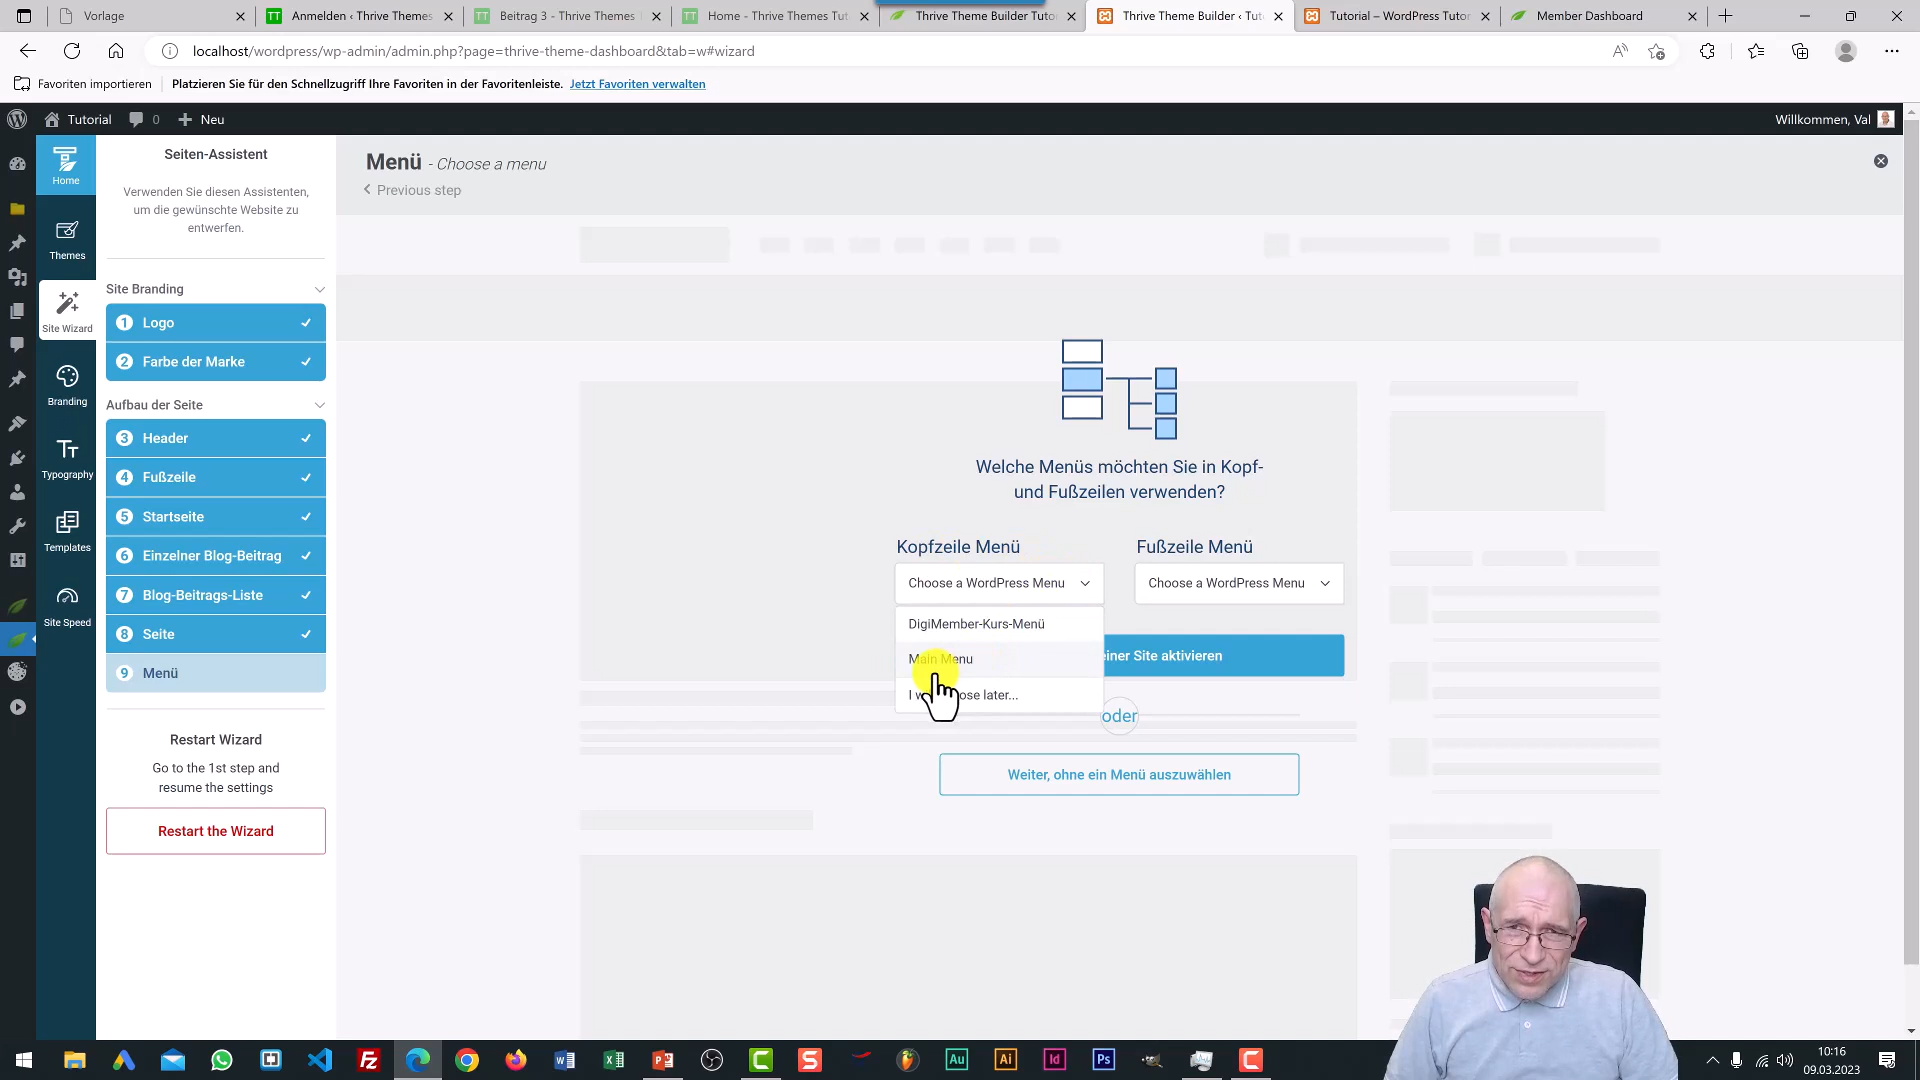 Vorlage
Anmelden ‹ Thrive Themes
Beitrag 3 - Thrive Themes
Home - Thrive Themes Tut
Thrive Theme Builder Tutor
Thrive Theme Builder ‹ Tut
Tutorial – WordPress Tutor
Member Dashboard
localhost/wordpress/wp-admin/admin.php?page=thrive-theme-dashboard&tab=w#wizard
Favoriten importieren
Platzieren Sie für den Schnellzugriff Ihre Favoriten in der Favoritenleiste. Jetzt Favoriten verwalten
Tutorial
0
Neu
Willkommen, Val
Home
Themes
Site Wizard
Branding
Typography
Templates
Site Speed
Seiten-Assistent
Verwenden Sie diesen Assistenten,
um die gewünschte Website zu
entwerfen.
Site Branding
1 Logo
2 Farbe der Marke
Aufbau der Seite
3 Header
4 Fußzeile
5 Startseite
6 Einzelner Blog-Beitrag
7 Blog-Beitrags-Liste
8 Seite
9 Menü
Restart Wizard
Go to the 1st step and
resume the settings
Restart the Wizard
Menü - Choose a menu
Previous step
Welche Menüs möchten Sie in Kopf-
und Fußzeilen verwenden?
Kopfzeile Menü
Fußzeile Menü
Choose a WordPress Menu
Choose a WordPress Menu
DigiMember-Kurs-Menü
Main Menu
einer Site aktivieren
I w ose later...
oder
Weiter, ohne ein Menü auszuwählen
10:16
09.03.2023